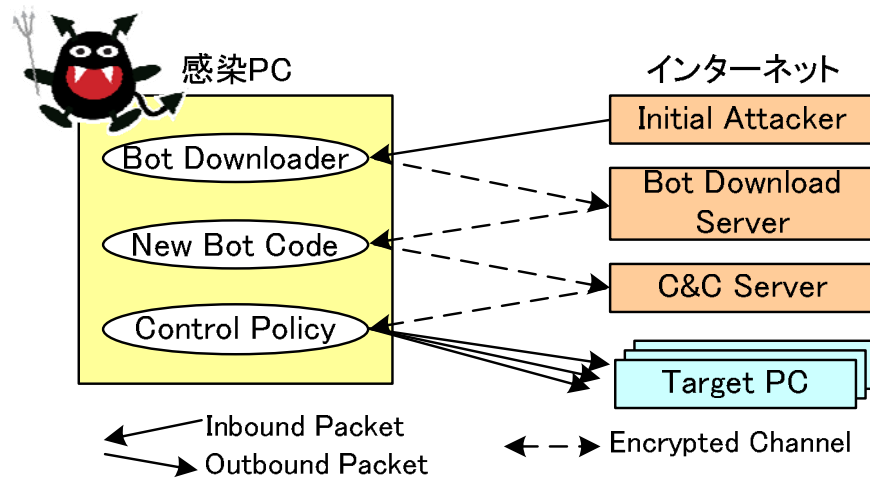 感染PC
インターネット
Initial Attacker
Bot Downloader
Bot Download
Server
New Bot Code
C&C Server
Control Policy
Target PC
Inbound Packet
Outbound Packet
Encrypted Channel